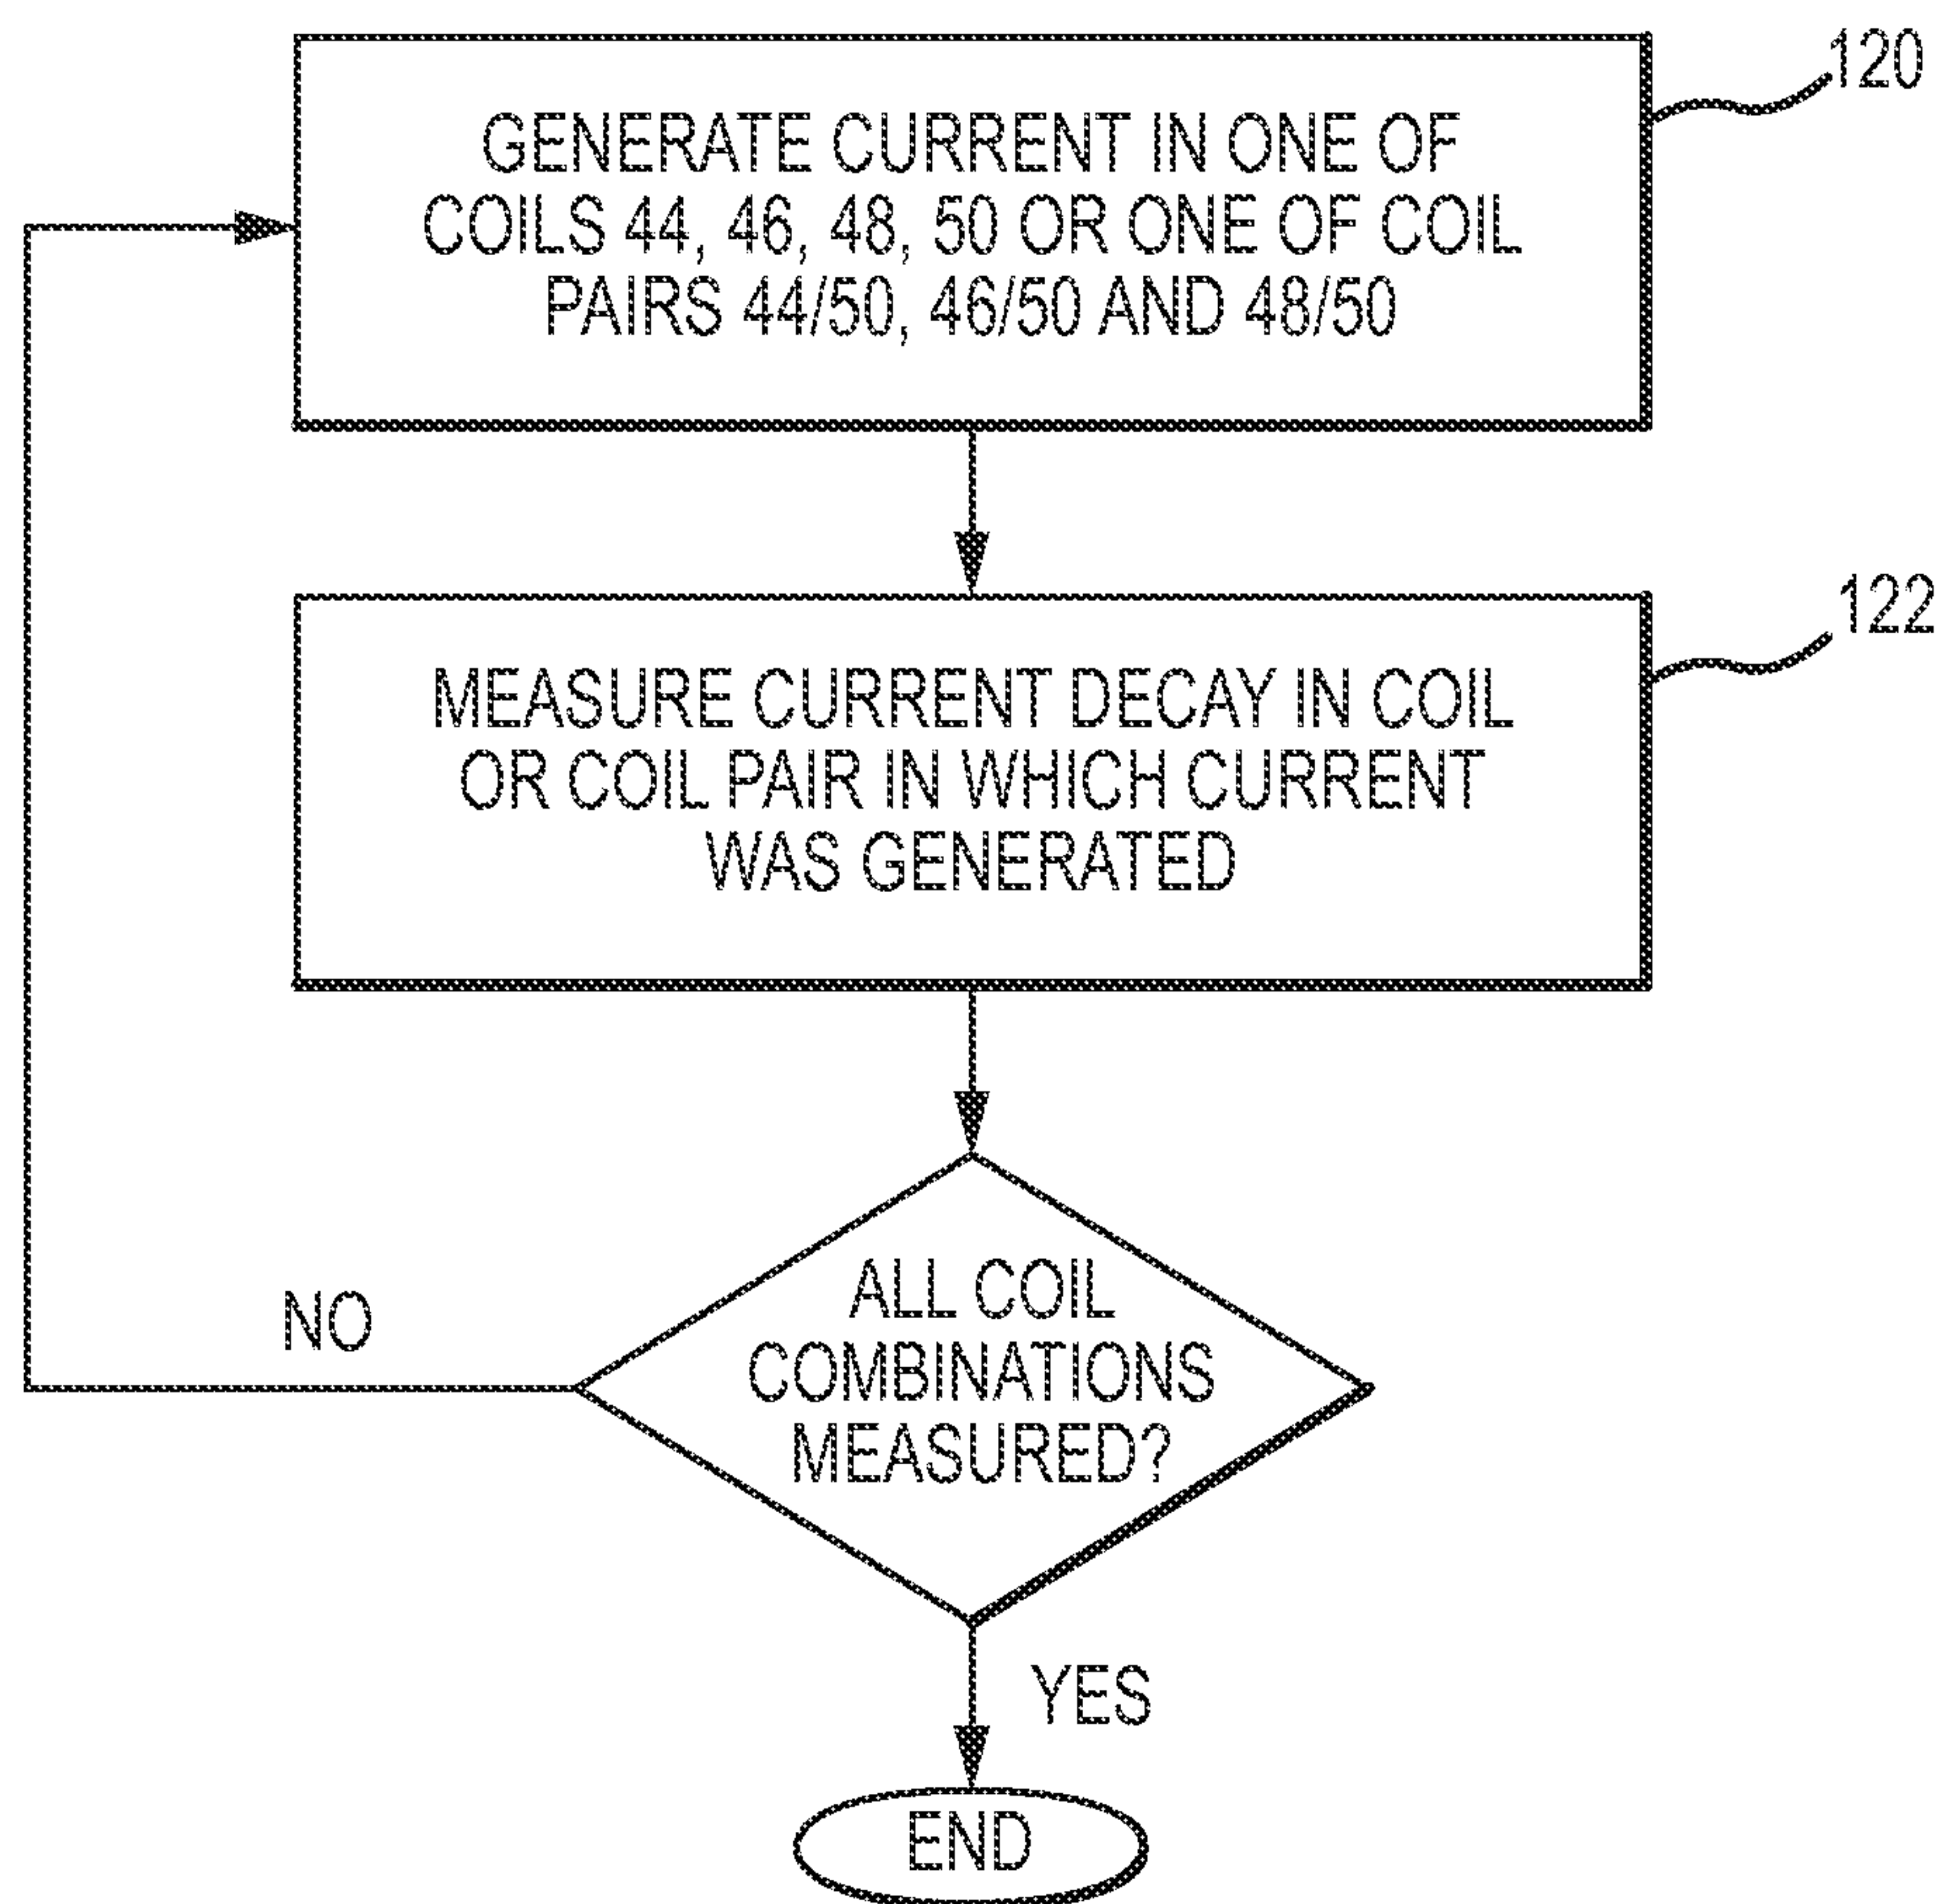 120
GENERATE CURRENT IN ONE OF
COILS 44, 46, 48, 50 OR ONE OF COIL
PAIRS 44/50, 46/50 AND 48/50
122
MEASURE CURRENT DECAY IN COIL
OR COIL PAIR IN WHICH CURRENT
WAS GENERATED
ALL COIL
COMBINATIONS
MEASURED?
NO
YES
END